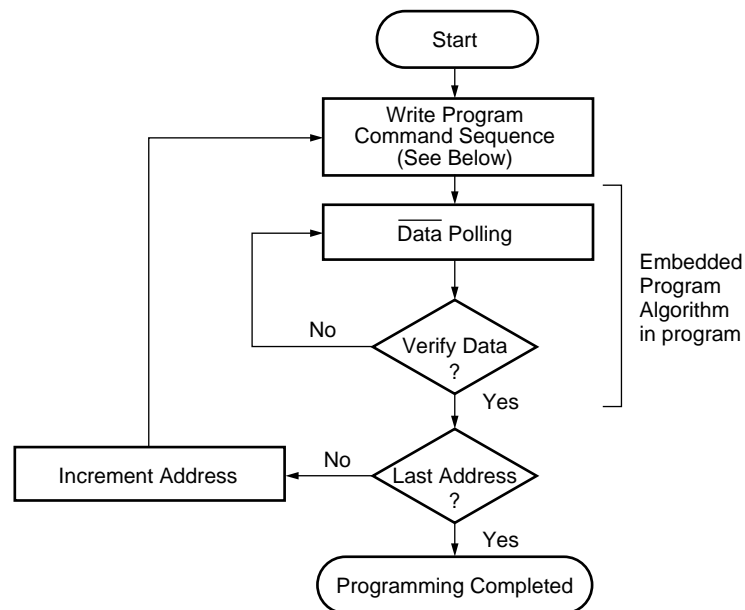 Start
Write Program
Command Sequence
(See Below)
Data Polling
Embedded
Program
Algorithm
in program
No
Verify Data
?
Yes
Increment Address
No
Last Address
?
Yes
Programming Completed